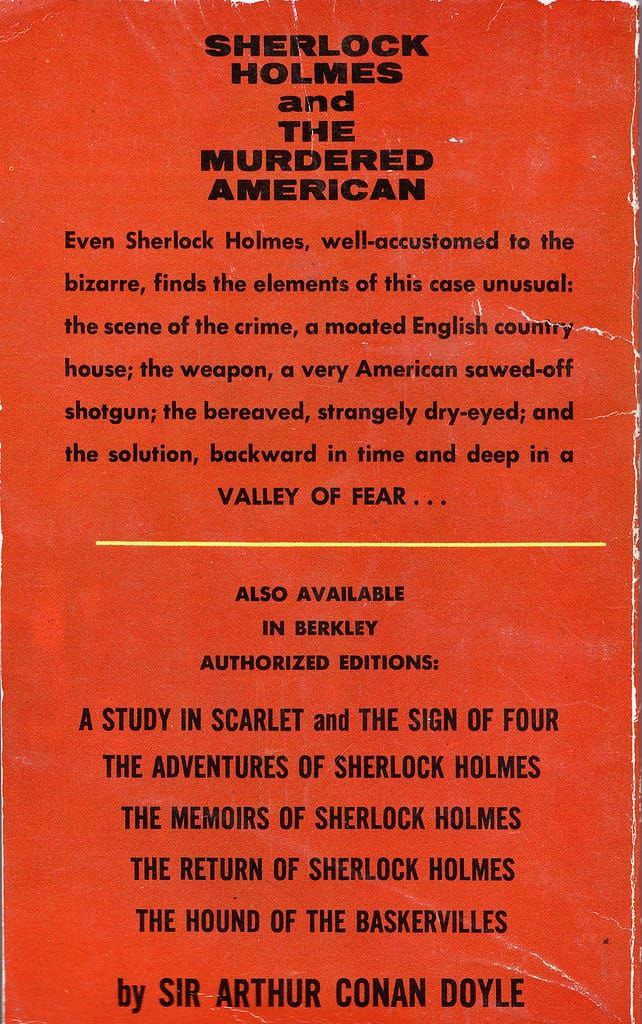 SHERLOCK
HOLMES
and
THE
MURDERED
AMERICAN
Even Sherlock Holmes, well-accustomed to the
bizarre, finds the elements of this case unusual:
the scene of the crime, a moated English country
house; the weapon, a very American sawed-off
shotgun; the bereaved, strangely dry-eyed; and
the solution, backward in time and deep in a
VALLEY OF FEAR...
ALSO AVAILABLE
IN BERKLEY
AUTHORIZED EDITIONS:
A STUDY IN SCARLET and THE SIGN OF FOUR
THE ADVENTURES OF SHERLOCK HOLMES
THE MEMOIRS OF SHERLOCK HOLMES
THE RETURN OF SHERLOCK HOLMES
THE HOUND OF THE BASKERVILLES
by SIR ARTHUR CONAN DOYLE